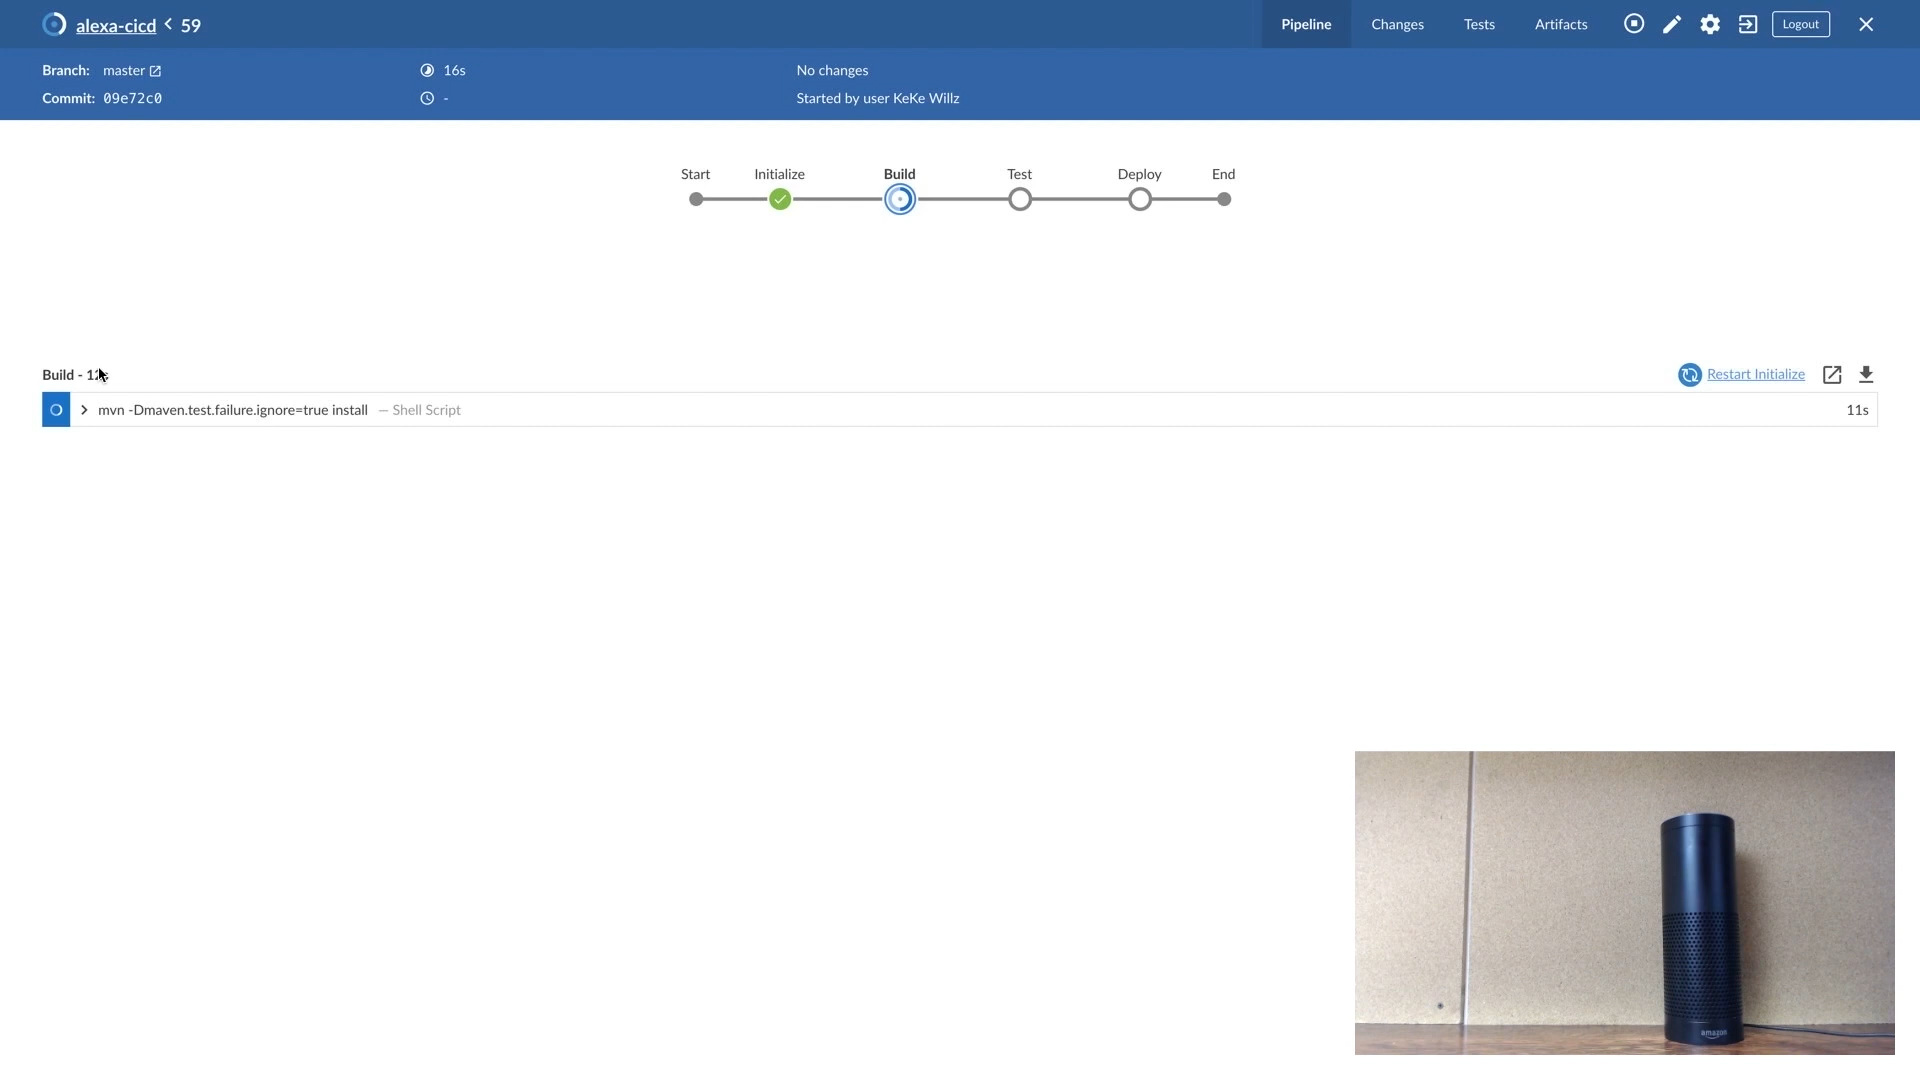 alexa-cicd < 59
Pipeline
Changes
Tests
Artifacts
Logout
Branch: master
16s
No changes
Commit: 09e72c0
-
Started by user KeKe Willz
Start
Initialize
Build
Test
Deploy
End
Build -
Restart Initialize
mvn -Dmaven.test.failure.ignore=true install — Shell Script
11s
amazon